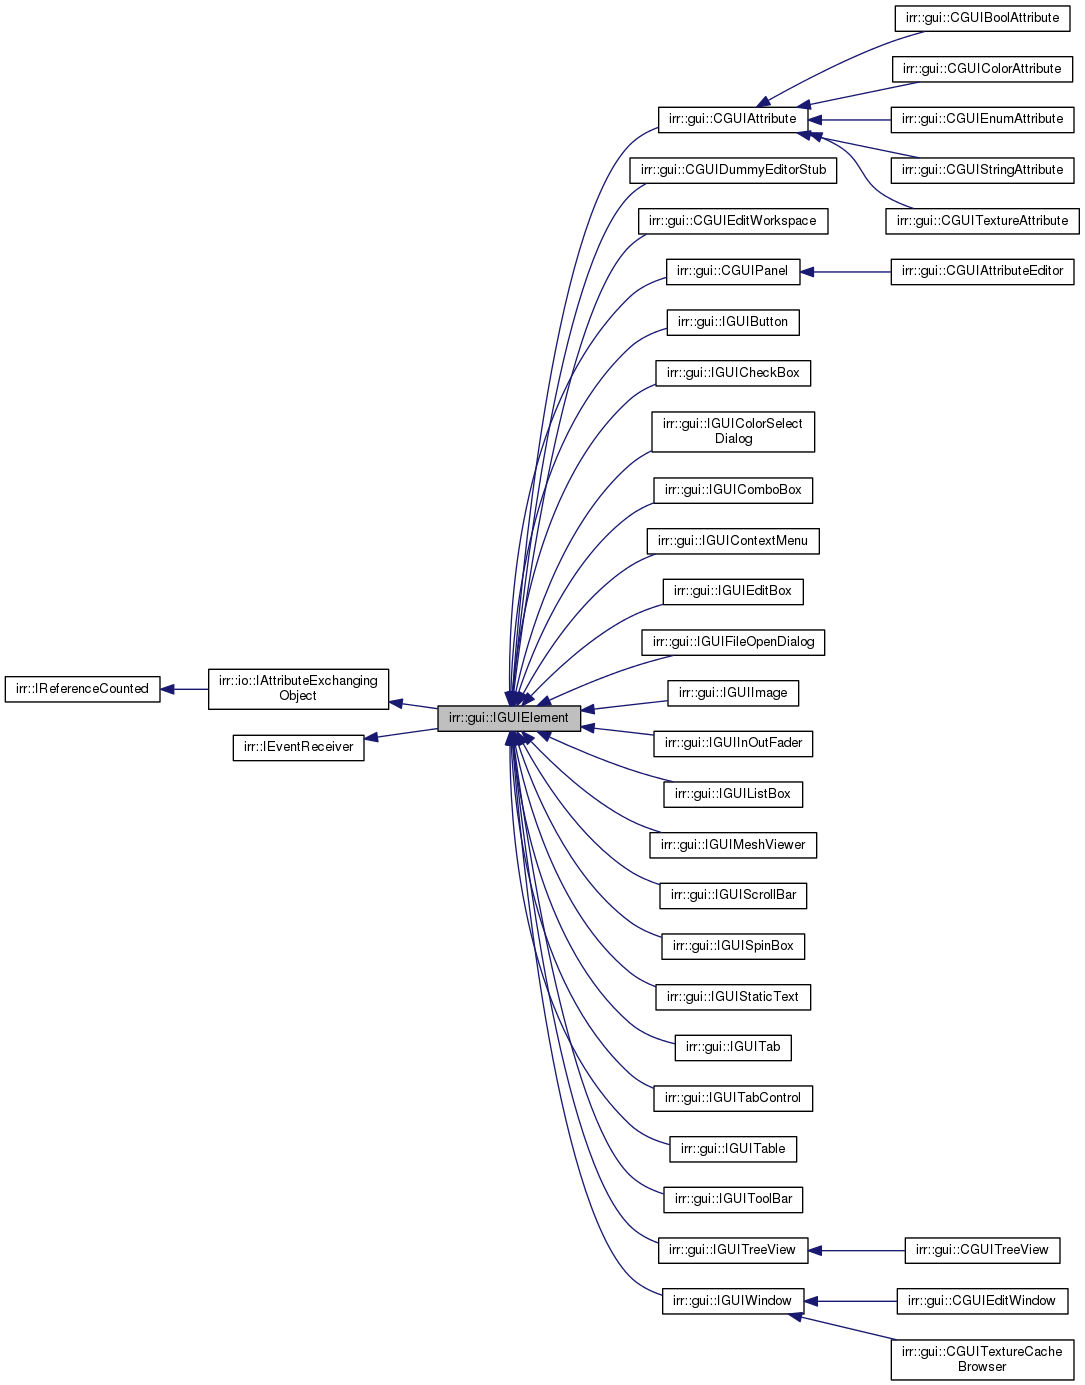 irr::IReferenceCounted
irr::io::IAttributeExchanging
Object
irr::IEventReceiver
irr::gui::IGUIElement
irr::gui::CGUIAttribute
irr::gui::CGUIDummyEditorStub
irr::gui::CGUIEditWorkspace
irr::gui::CGUIPanel
irr::gui::IGUIButton
irr::gui::IGUICheckBox
irr::gui::IGUIColorSelect
Dialog
irr::gui::IGUIComboBox
irr::gui::IGUIContextMenu
irr::gui::IGUIEditBox
irr::gui::IGUIFileOpenDialog
irr::gui::IGUIImage
irr::gui::IGUIInOutFader
irr::gui::IGUIListBox
irr::gui::IGUIMeshViewer
irr::gui::IGUIScrollBar
irr::gui::IGUISpinBox
irr::gui::IGUIStaticText
irr::gui::IGUITab
irr::gui::IGUITabControl
irr::gui::IGUITable
irr::gui::IGUIToolBar
irr::gui::IGUITreeView
irr::gui::IGUIWindow
irr::gui::CGUIBoolAttribute
irr::gui::CGUIColorAttribute
irr::gui::CGUIEnumAttribute
irr::gui::CGUIStringAttribute
irr::gui::CGUITextureAttribute
irr::gui::CGUIAttributeEditor
irr::gui::CGUITreeView
irr::gui::CGUIEditWindow
irr::gui::CGUITextureCache
Browser